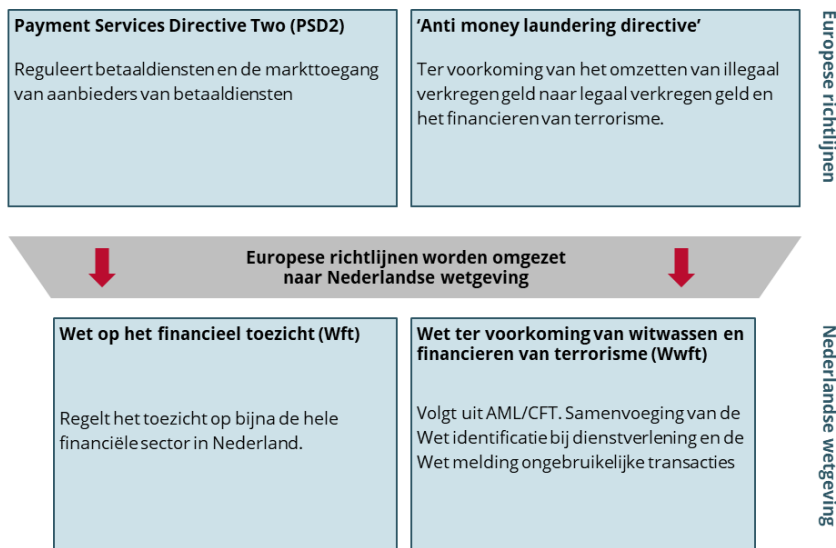 Payment Services Directive Two (PSD2)
Reguleert betaaldiensten en de markttoegang
van aanbieders van betaaldiensten
‘Anti money laundering directive’
Ter voorkoming van het omzetten van illegaal
verkregen geld naar legaal verkregen geld en
het financieren van terrorisme.
Europese richtlijnen
Europese richtlijnen worden omgezet
naar Nederlandse wetgeving
Wet op het financieel toezicht (Wft)
Regelt het toezicht op bijna de hele
financiële sector in Nederland.
Wet ter voorkoming van witwassen en
financieren van terrorisme (Wwft)
Volgt uit AML/CFT. Samenvoeging van de
Wet identificatie bij dienstverlening en de
Wet melding ongebruikelijke transacties
Nederlandse wetgeving